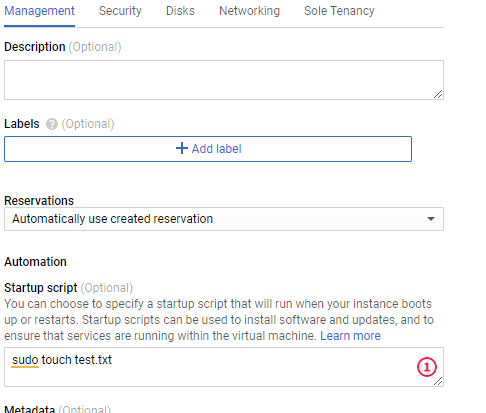 Management Security Disks Networking Sole Tenancy
Description (Optional)
Labels ? (Optional)
+ Add label
Reservations
Automatically use created reservation
Automation
Startup script (Optional)
You can choose to specify a startup script that will run when your instance boots
up or restarts. Startup scripts can be used to install software and updates, and to
ensure that services are running within the virtual machine. Learn more
sudo touch test.txt
1
Metadata (Optional)